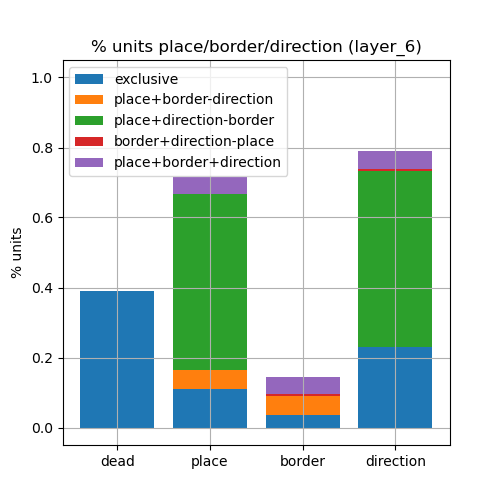 % units place/border/direction (layer_6)
exclusive
place+border-direction
place+direction-border
border+direction-place
place+border+direction
% units
1.0
0.8
0.6
0.4
0.2
0.0
dead place border direction